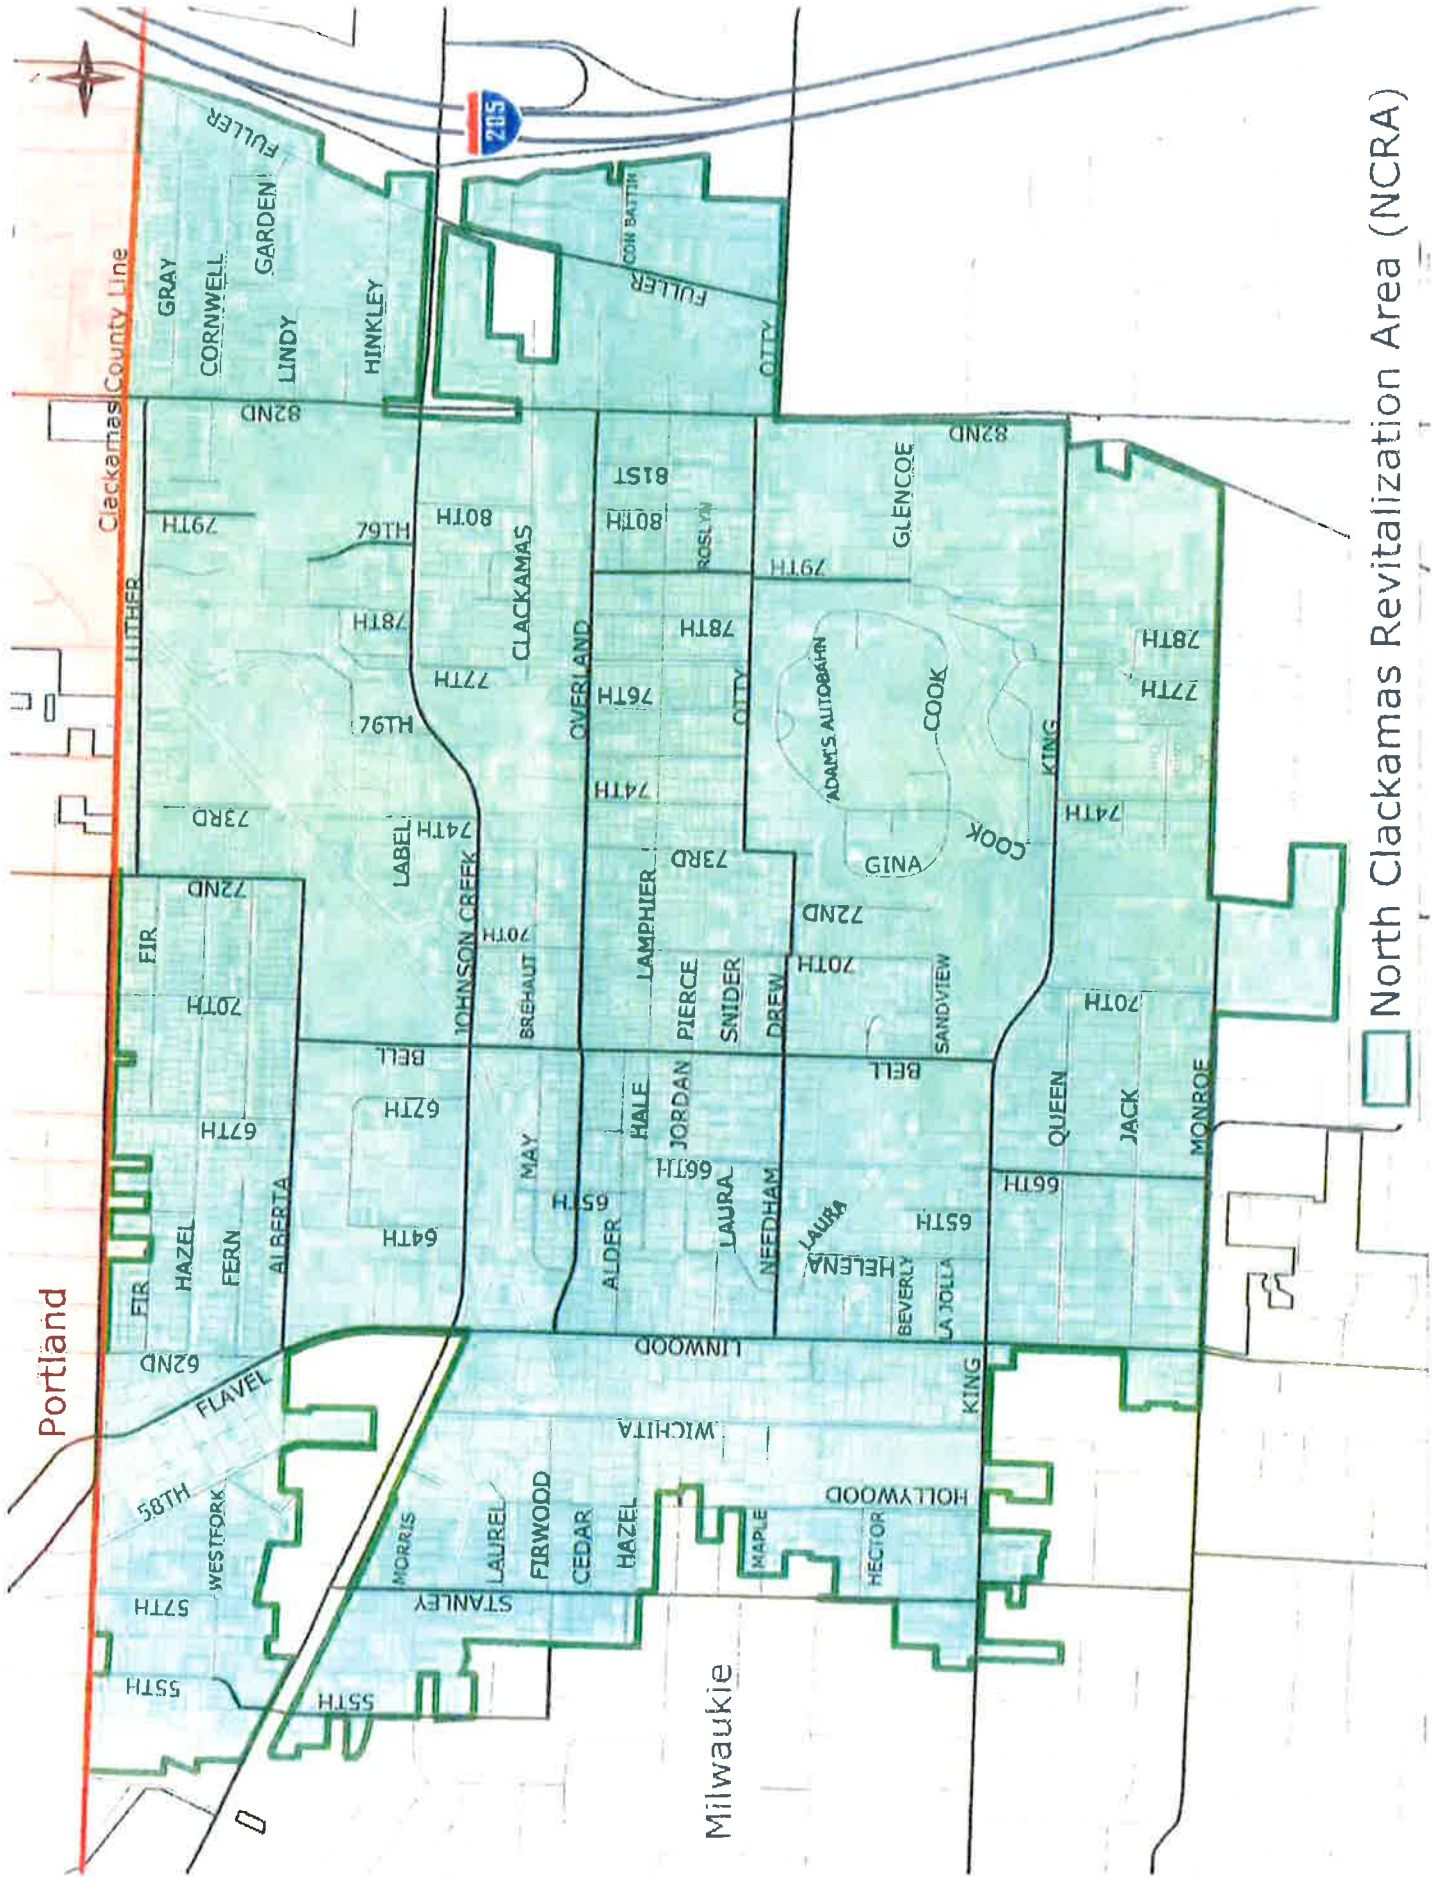 Portland
Clackamas County Line
FLAVEL
62ND
FIR
FIR
72ND
LUTHER
79TH
82ND
GRAY
FULLER
58TH
HAZEL
67TH
70TH
73RD
CORNWELL
GARDEN
57TH
WESTFORK
FERN
LINDY
55TH
ALBERTA
HINKLEY
55TH
MORRIS
64TH
67TH
BELL
LABEL
74TH
76TH
78TH
79TH
JOHNSON CREEK
77TH
80TH
205
STANLEY
LAUREL
MAY
BREHAUT
70TH
CLACKAMAS
FIRWOOD
65TH
OVERLAND
CEDAR
ALDER
HAZEL
WICHITA
LINWOOD
HALE
LAMPHIER
74TH
76TH
80TH
81ST
CON BATTIN
FULLER
66TH
JORDAN
PIERCE
73RD
78TH
ROSLYN
LAURA
SNIDER
OTTY
OTTY
MAPLE
NEEDHAM
DREW
79TH
LAURA
70TH
72ND
ADAM'S AUTOBAHN
HECTOR
HELENA
BELL
GINA
GLENCOE
HOLLYWOOD
BEVERLY
65TH
LA JOLLA
SANDVIEW
COOK
COOK
82ND
KING
KING
66TH
QUEEN
70TH
74TH
JACK
77TH
78TH
MONROE
Milwaukie
North Clackamas Revitalization Area (NCRA)